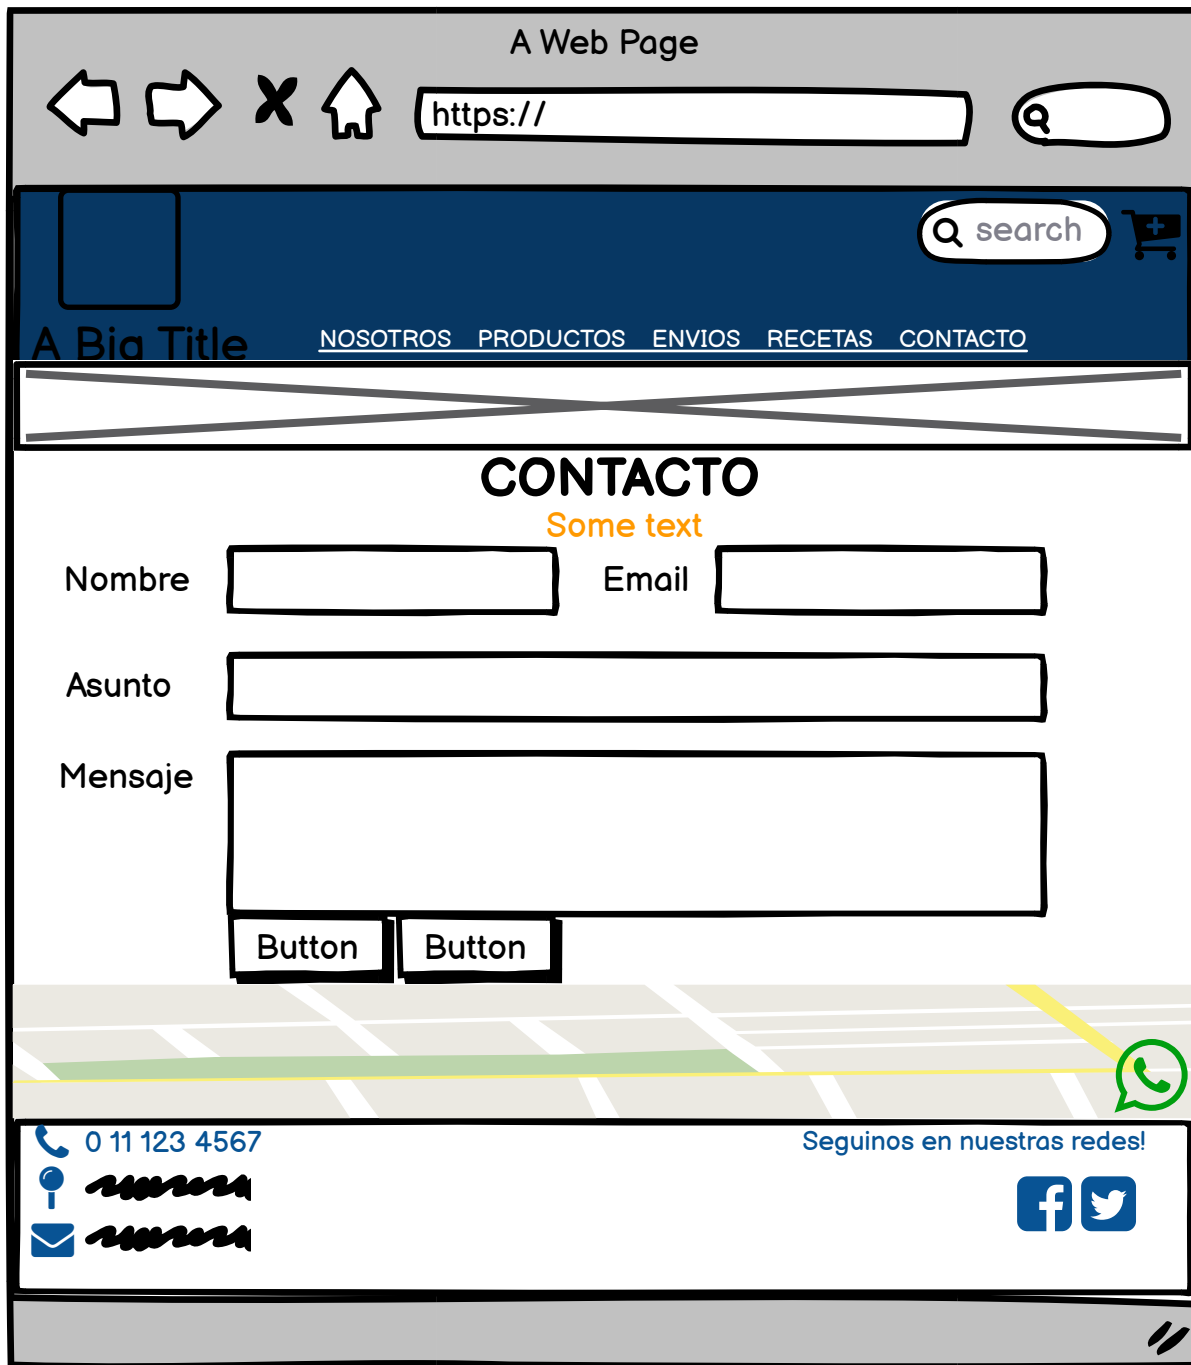 A Web Page
https://
search
A Big Title
NOSOTROS PRODUCTOS ENVIOS RECETAS CONTACTO
CONTACTO
Some text
Nombre Email
Asunto
Mensaje
Button Button
0 11 123 4567
Seguinos en nuestras redes!